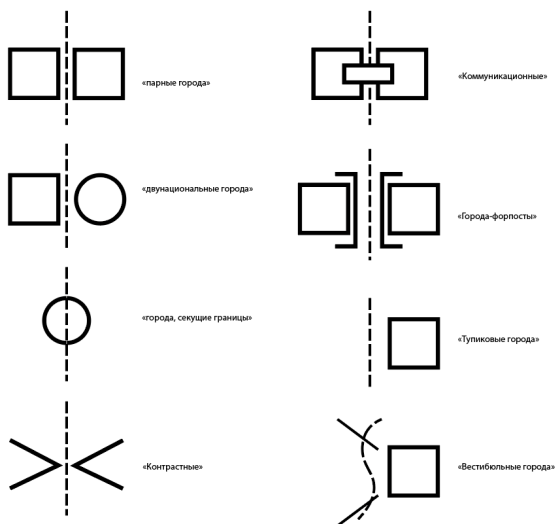 «парные города»
«Коммуникационные»
«двунациональные города»
«Города-форпосты»
«города, секущие границы»
«Тупиковые города»
«Контрастные»
«Вестибюльные города»